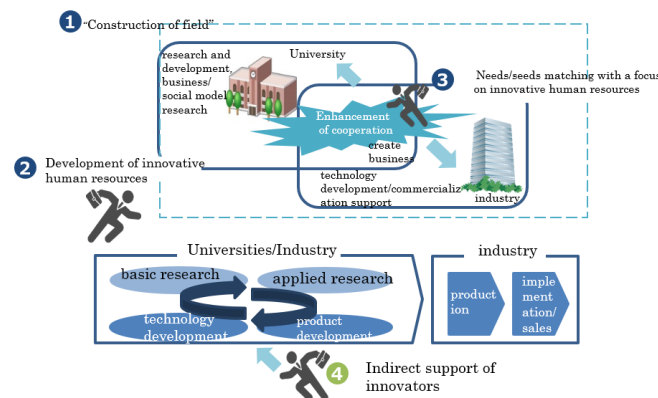 1 "Construction of field"
research and
development,
business/
social model
research
University
3 Needs/seeds matching with a focus
on innovative human resources
Enhancement
of cooperation
create
business
technology
development/commercializ
ation support
industry
2 Development of innovative
human resources
Universities/Industry
basic research
applied research
technology
development
product
development
industry
product
ion
imple
ment
ation/
sales
4 Indirect support of
innovators